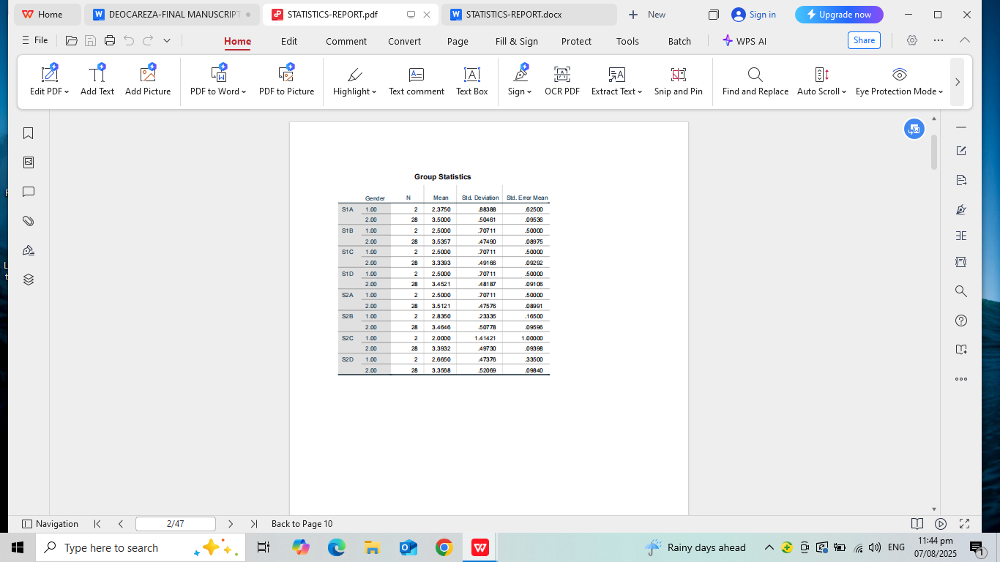 Home
DEOCAREZA-FINAL MANUSCRIPT
STATISTICS-REPORT.pdf
STATISTICS-REPORT.docx
New
Sign in
Upgrade now
File
Home Edit Comment Convert Page Fill & Sign Protect Tools Batch WPS AI
Share
Edit PDF Add Text Add Picture PDF to Word PDF to Picture Highlight Text comment Text Box Sign OCR PDF Extract Text Snip and Pin Find and Replace Auto Scroll Eye Protection Mode
Group Statistics
Gender N Mean Std. Deviation Std. Error Mean
S1A 1.00 2 2.3750 .88388 .62500
2.00 28 3.5000 .50461 .09536
S1B 1.00 2 2.5000 .70711 .50000
2.00 28 3.5357 .47490 .08975
S1C 1.00 2 2.5000 .70711 .50000
2.00 28 3.3393 .49166 .09292
S1D 1.00 2 2.5000 .70711 .50000
2.00 28 3.4521 .48187 .09106
S2A 1.00 2 2.5000 .70711 .50000
2.00 28 3.5121 .47576 .08991
S2B 1.00 2 2.8350 .23335 .16500
2.00 28 3.4646 .50778 .09596
S2C 1.00 2 2.0000 1.41421 1.00000
2.00 28 3.3932 .49730 .09398
S2D 1.00 2 2.6650 .47376 .33500
2.00 28 3.3568 .52069 .09840
Navigation
2/47
Back to Page 10
Type here to search
Rainy days ahead
ENG
11:44 pm
07/08/2025
1